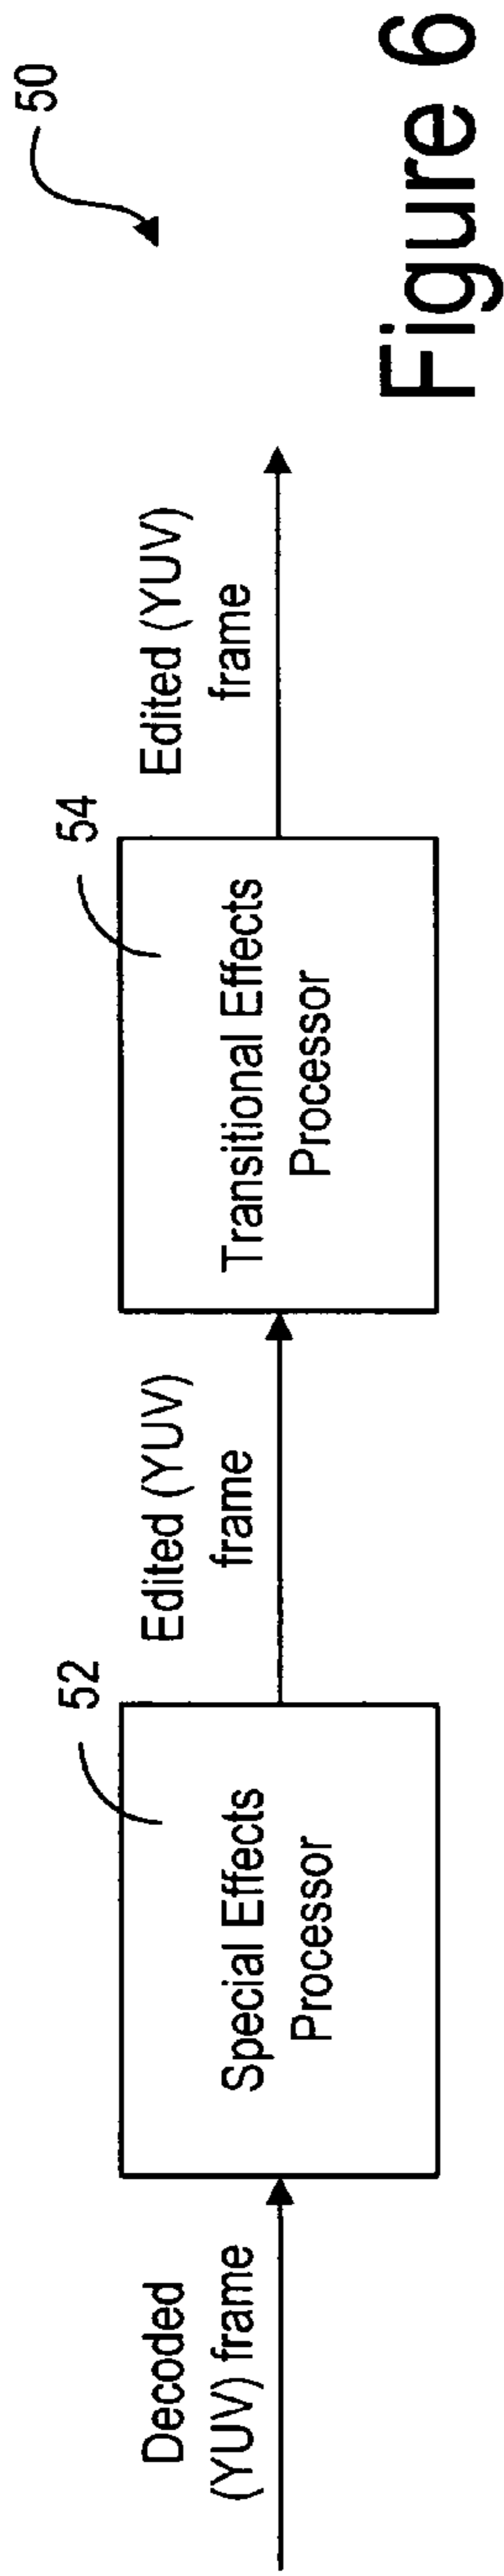 50
Decoded
(YUV) frame
52
Special Effects
Processor
Edited (YUV)
frame
54
Transitional Effects
Processor
Edited (YUV)
frame
Figure 6